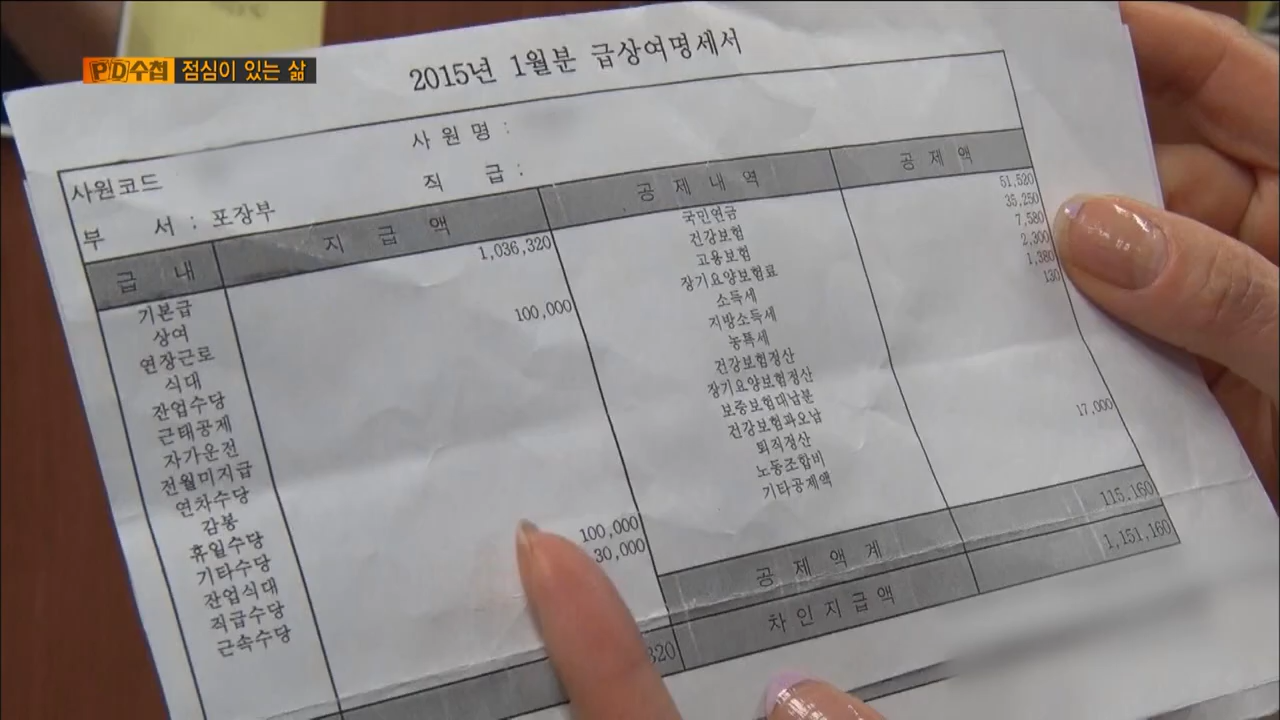 PD수첩 점심이 있는 삶
2015년 1월분 급상여명세서
사원코드
사 원 명 :
부 서 : 포장부
직 급 :
급 내
지 급 액
공 제 내 역
공 제 액
기본급
상여
연장근로
식대
잔업수당
근태공제
자가운전
전월미지급
연차수당
감봉
휴일수당
기타수당
잔업식대
직급수당
근속수당
1,036,320
100,000
100,000
30,000
320
국민연금
건강보험
고용보험
장기요양보험료
소득세
지방소득세
농특세
건강보험정산
장기요양보험정산
보증보험대납분
건강보험과오납
퇴직정산
노동조합비
기타공제액
51,520
35,250
7,580
2,300
1,380
130
17,000
공 제 액 계
115,160
차 인 지 급 액
1,151,160